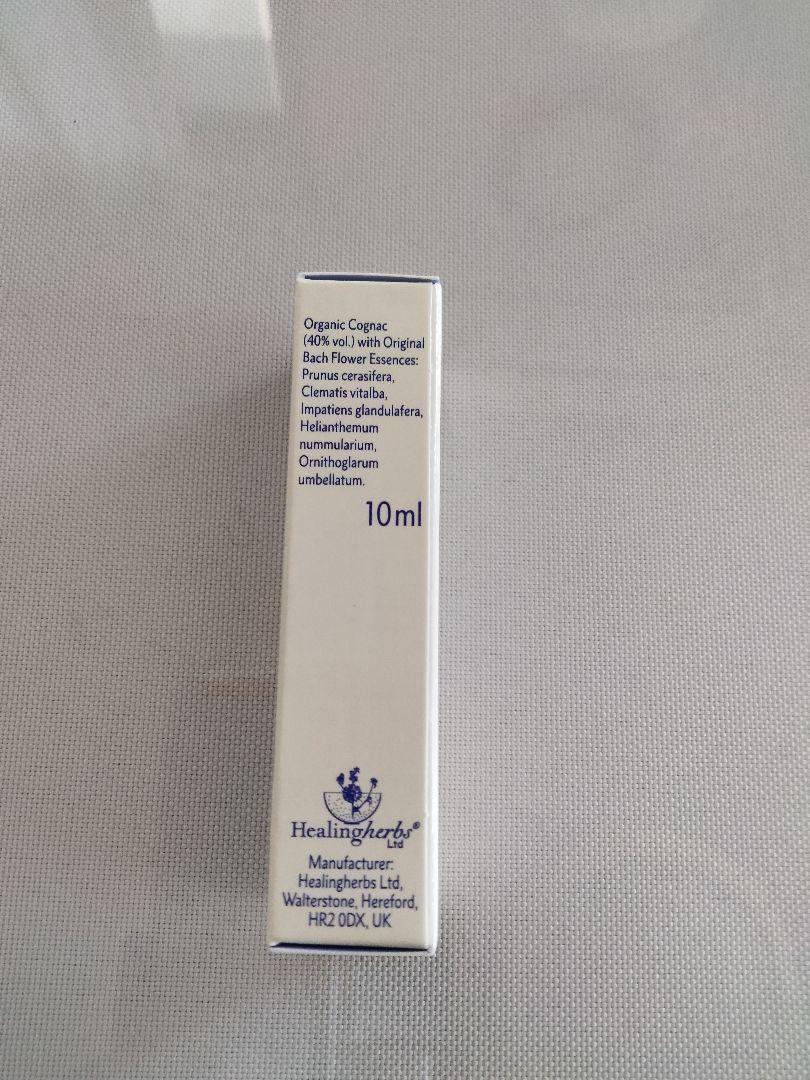 Organic Cognac
(40% vol.) with Original
Bach Flower Essences:
Prunus cerasifera,
Clematis vitalba,
Impatiens glandulafera,
Helianthemum
nummularium,
Ornithoglarum
umbellatum.
10ml
Healingherbs®
Ltd
Manufacturer:
Healingherbs Ltd,
Walterstone, Hereford,
HR2 0DX, UK